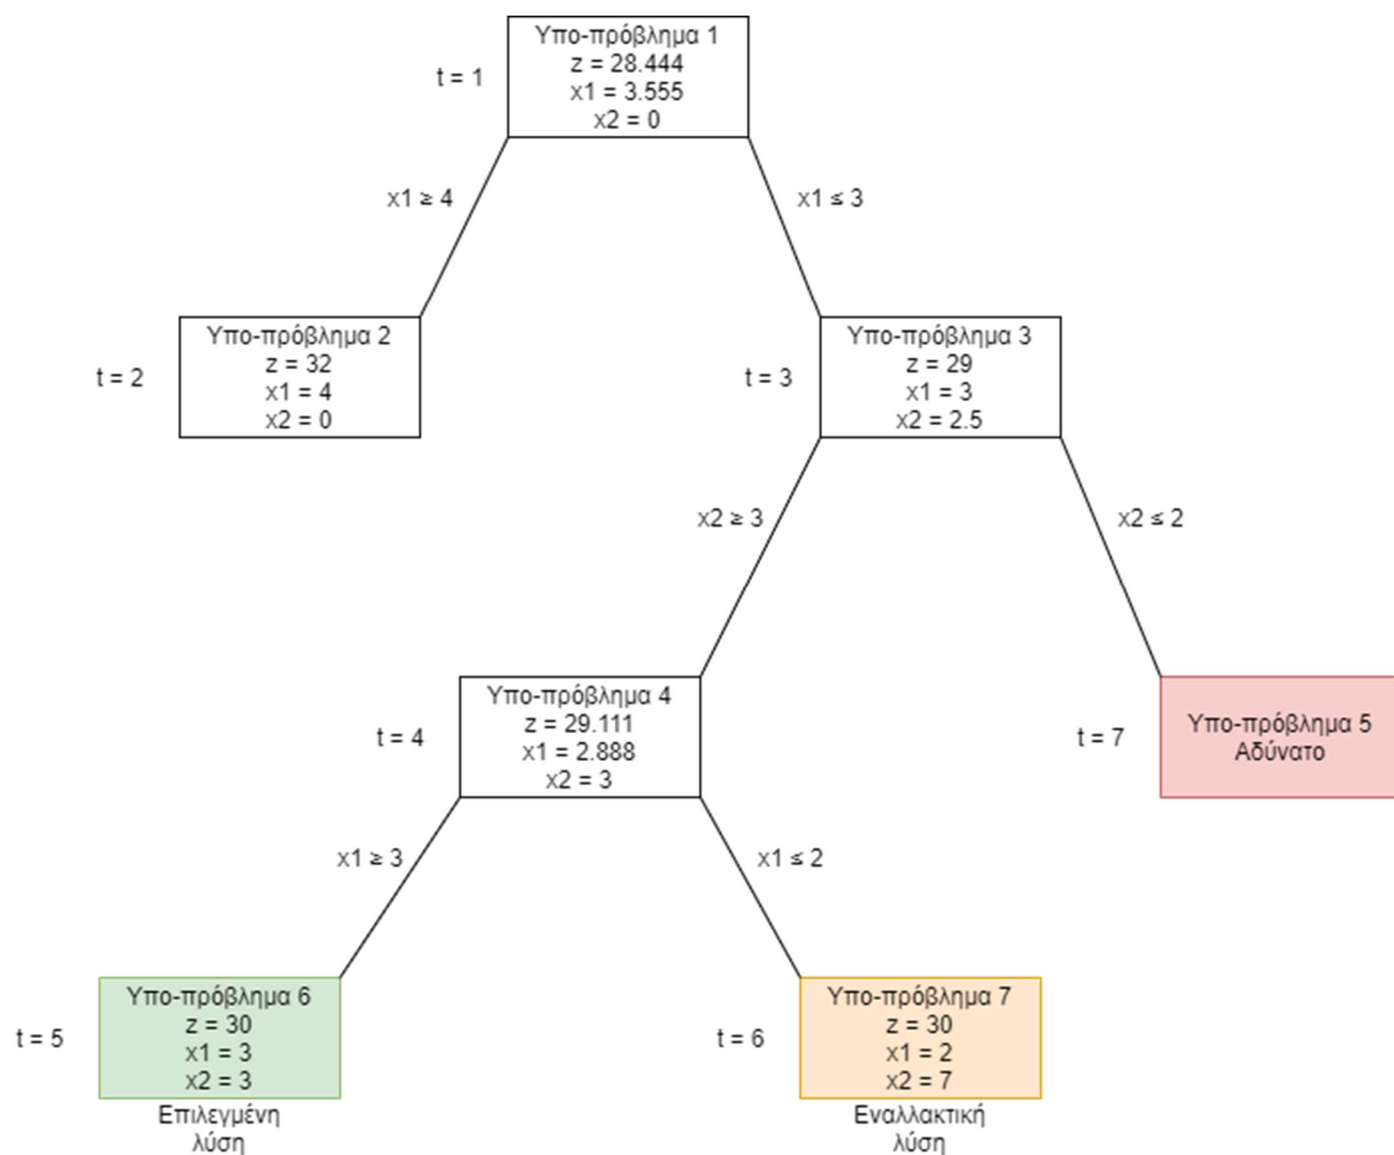 Υπο-πρόβλημα 1
z = 28.444
x1 = 3.555
x2 = 0
t = 1
x1 ≥ 4
x1 ≤ 3
Υπο-πρόβλημα 2
z = 32
x1 = 4
x2 = 0
t = 2
Υπο-πρόβλημα 3
z = 29
x1 = 3
x2 = 2.5
t = 3
x2 ≥ 3
x2 ≤ 2
Υπο-πρόβλημα 4
z = 29.111
x1 = 2.888
x2 = 3
t = 4
Υπο-πρόβλημα 5
Αδύνατο
t = 7
x1 ≥ 3
x1 ≤ 2
Υπο-πρόβλημα 6
z = 30
x1 = 3
x2 = 3
t = 5
Επιλεγμένη
λύση
Υπο-πρόβλημα 7
z = 30
x1 = 2
x2 = 7
t = 6
Εναλλακτική
λύση